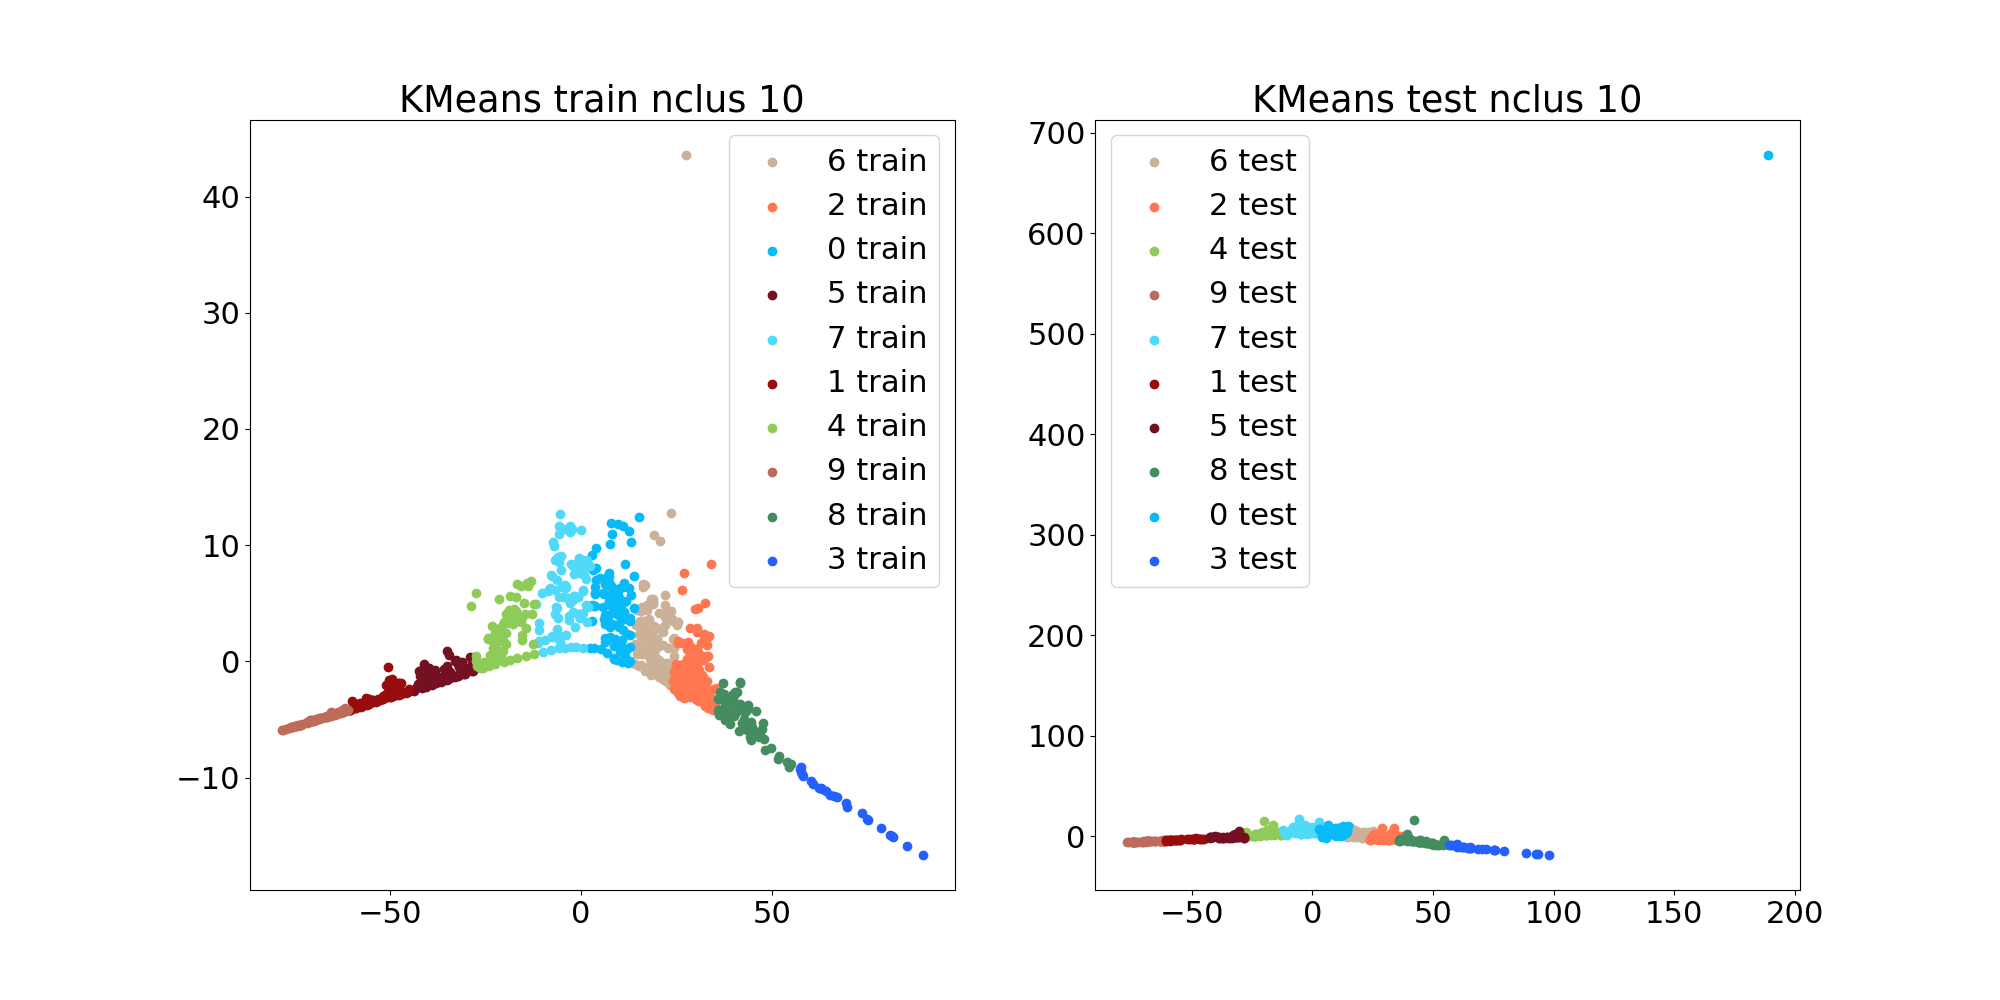 KMeans train nclus 10
40
30
20
10
0
−10
−50
0
50
6 train
2 train
0 train
5 train
7 train
1 train
4 train
9 train
8 train
3 train
KMeans test nclus 10
700
600
500
400
300
200
100
0
−50
0
50
100
150
200
6 test
2 test
4 test
9 test
7 test
1 test
5 test
8 test
0 test
3 test